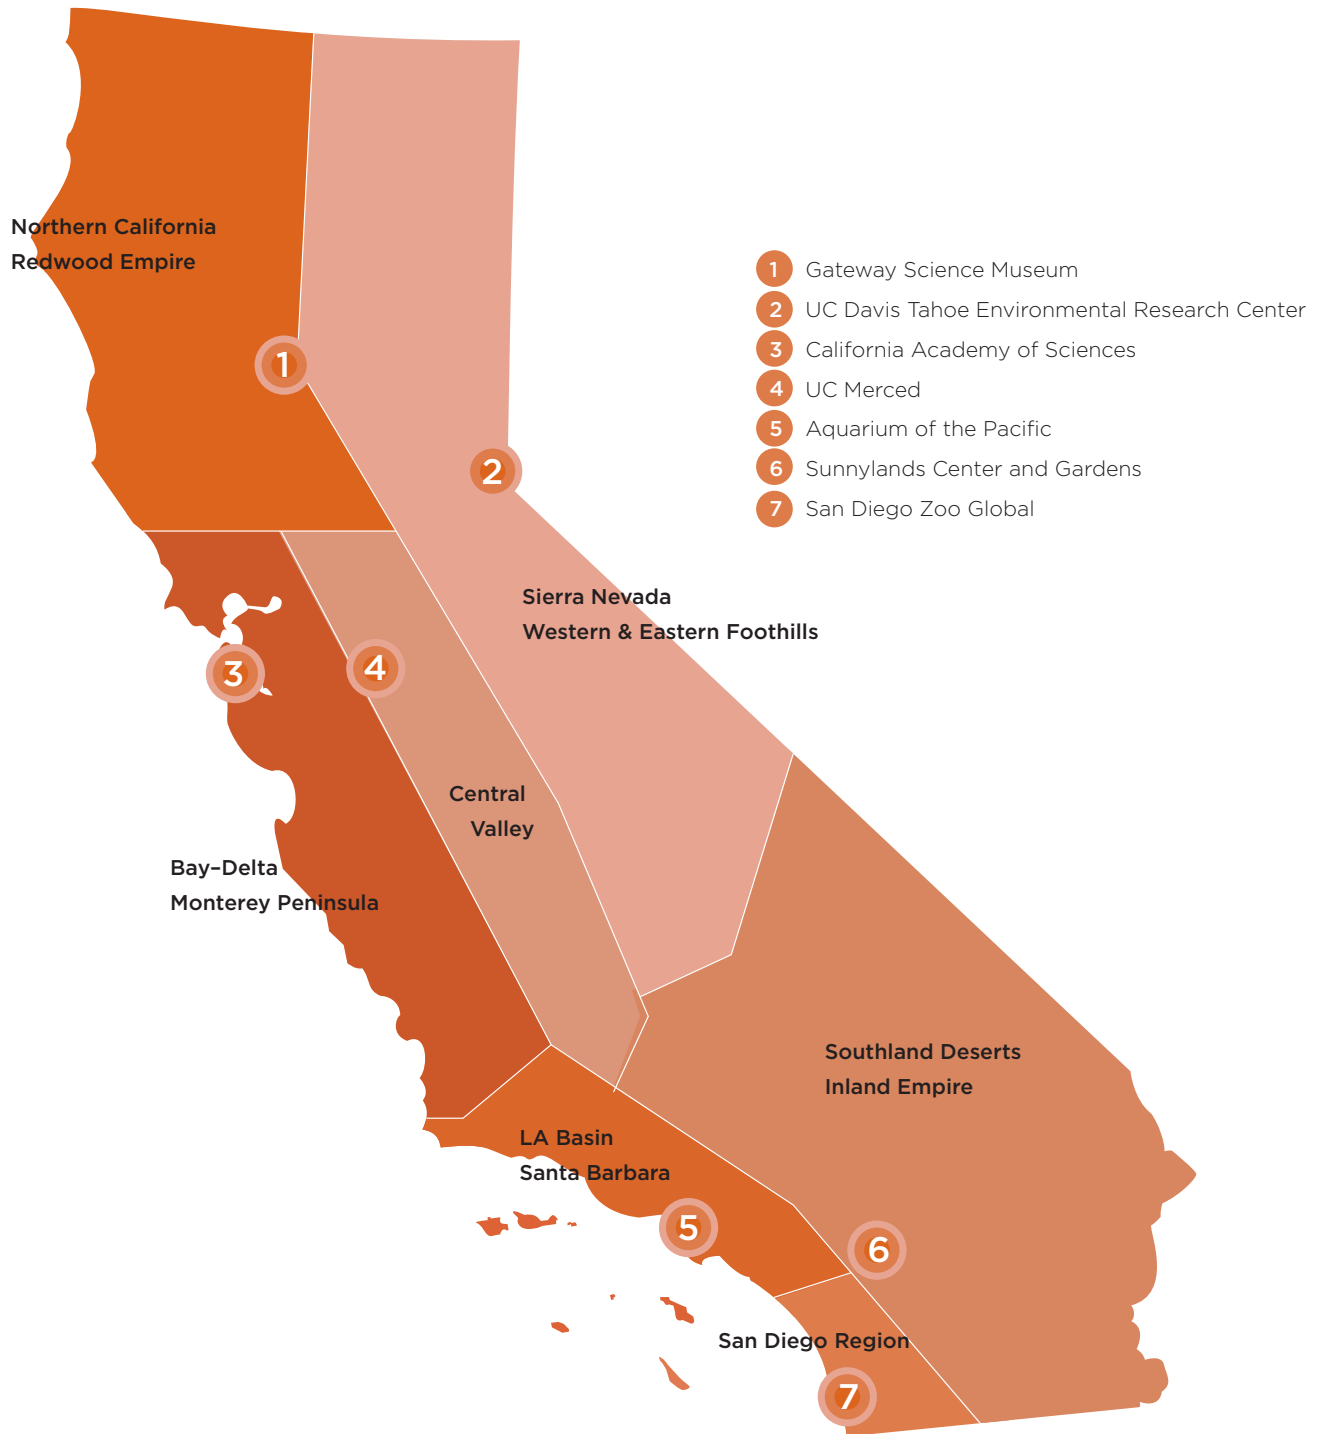 Northern California
Redwood Empire
1 Gateway Science Museum
2 UC Davis Tahoe Environmental Research Center
3 California Academy of Sciences
4 UC Merced
5 Aquarium of the Pacific
6 Sunnylands Center and Gardens
7 San Diego Zoo Global
1
2
Sierra Nevada
Western & Eastern Foothills
3
4
Central
Valley
Bay–Delta
Monterey Peninsula
Southland Deserts
Inland Empire
LA Basin
Santa Barbara
5
6
San Diego Region
7